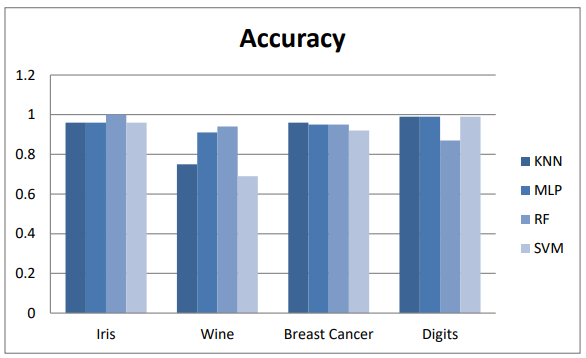 Accuracy
1.2
1
0.8
0.6
0.4
0.2
0
Iris Wine Breast Cancer Digits
KNN
MLP
RF
SVM